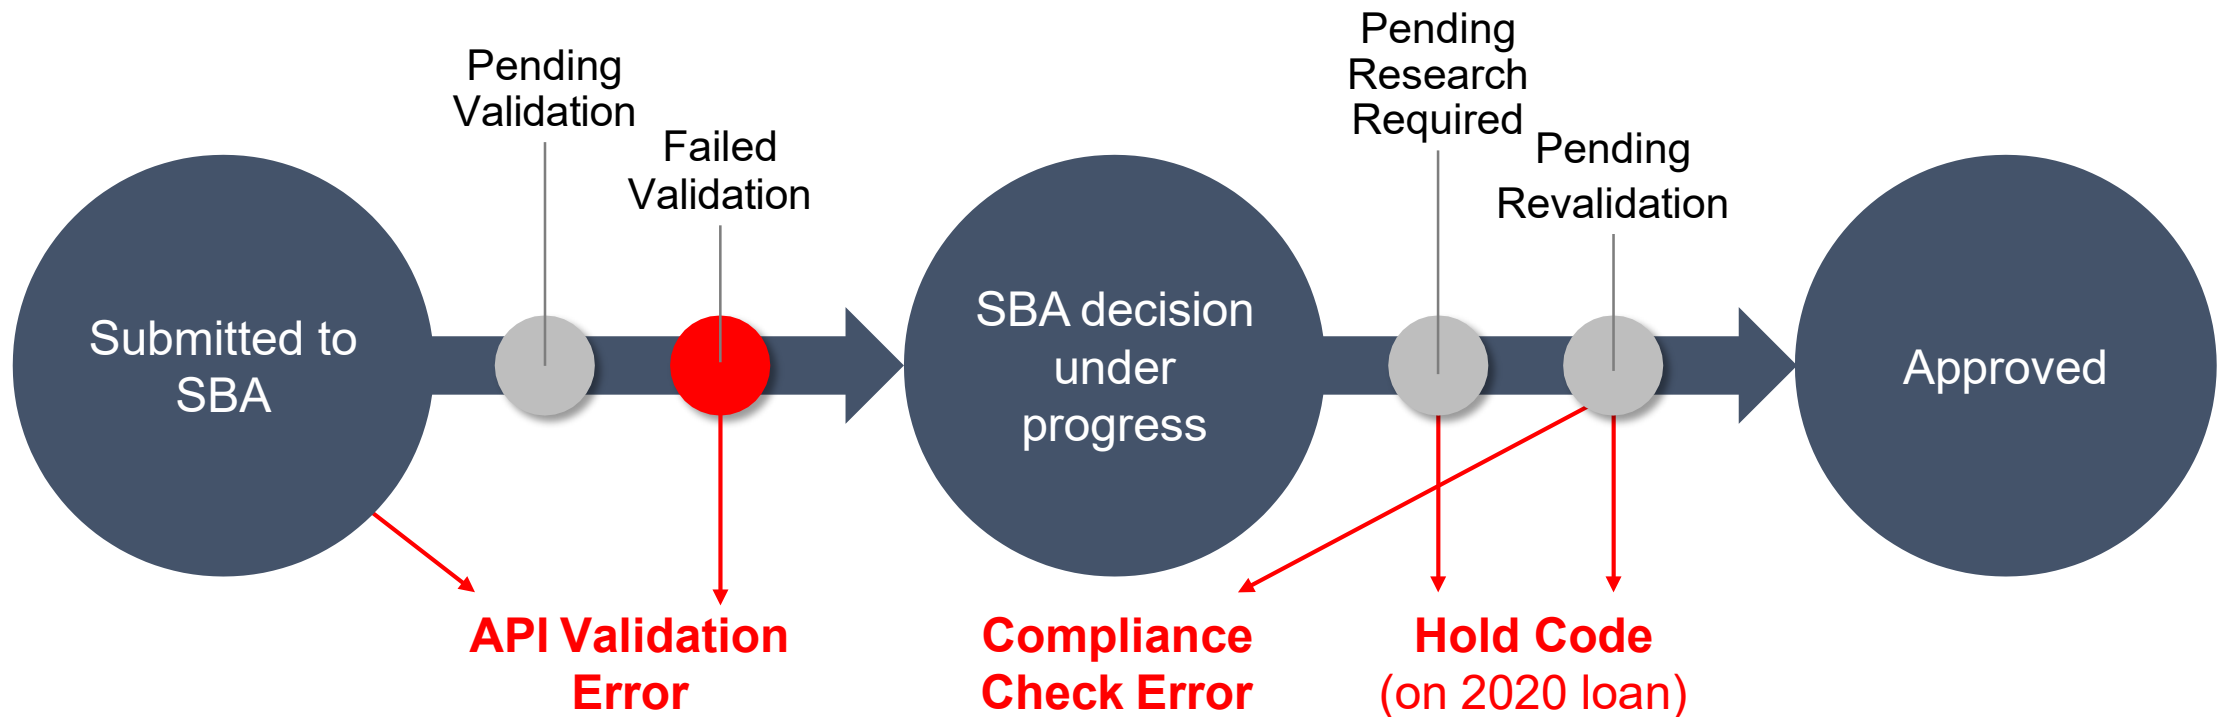 Pending
Validation
Failed
Validation
Pending
Research
Required
Pending
Revalidation
Submitted to
SBA
SBA decision
under
progress
Approved
API Validation
Error
Compliance
Check Error
Hold Code
(on 2020 loan)